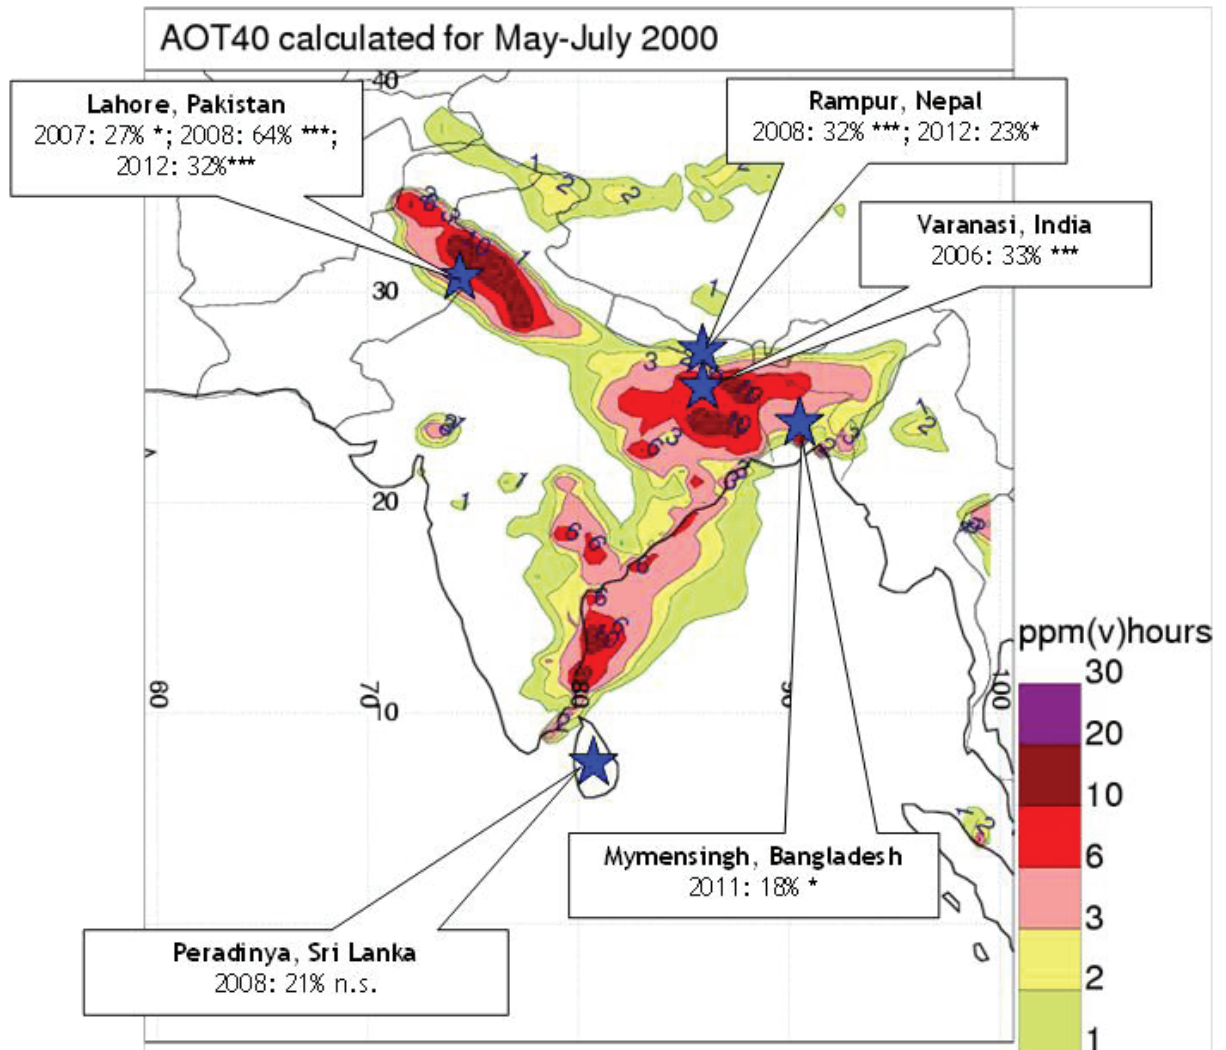 AOT40 calculated for May-July 2000
40
Lahore, Pakistan
2007: 27% *; 2008: 64% ***;
2012: 32%***
Rampur, Nepal
2008: 32% ***; 2012: 23%*
Varanasi, India
2006: 33% ***
30
20
10
60
70
80
100
ppm(v)hours
30
20
10
6
3
2
1
Mymensingh, Bangladesh
2011: 18% *
Peradinya, Sri Lanka
2008: 21% n.s.